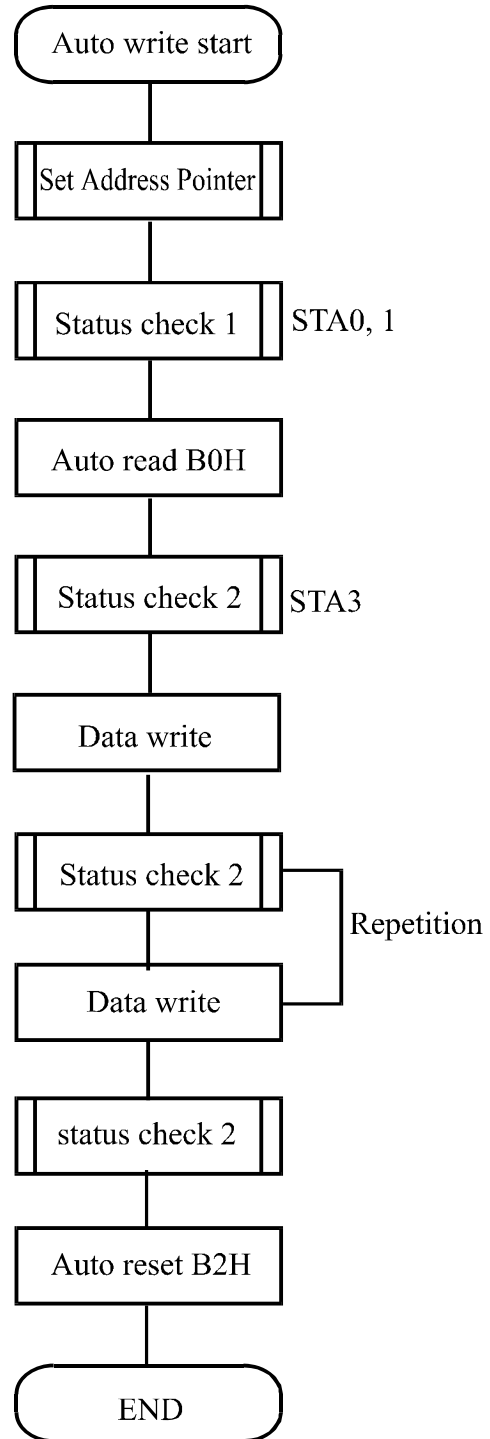 Auto write start
Set Address Pointer
Status check 1
STA0, 1
Auto read B0H
Status check 2
STA3
Data write
Status check 2
Repetition
Data write
status check 2
Auto reset B2H
END